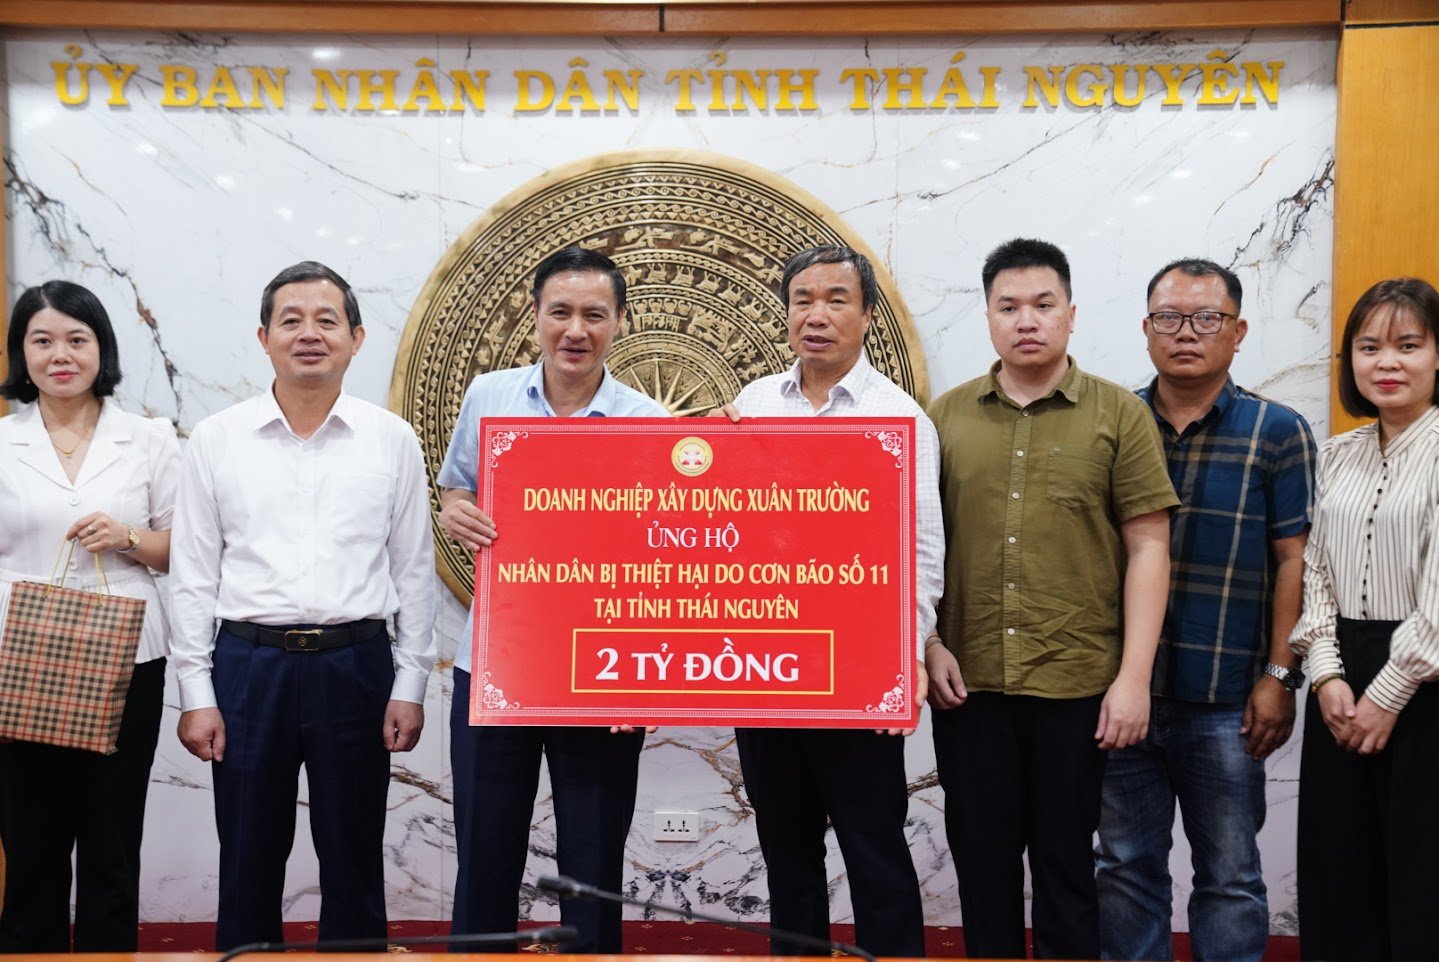 ỦY BAN NHÂN DÂN TỈNH THÁI NGUYÊN
DOANH NGHIỆP XÂY DỰNG XUÂN TRƯỜNG
ỦNG HỘ
NHÂN DÂN BỊ THIỆT HẠI DO CƠN BÃO SỐ 11
TẠI TỈNH THÁI NGUYÊN
2 TỶ ĐỒNG